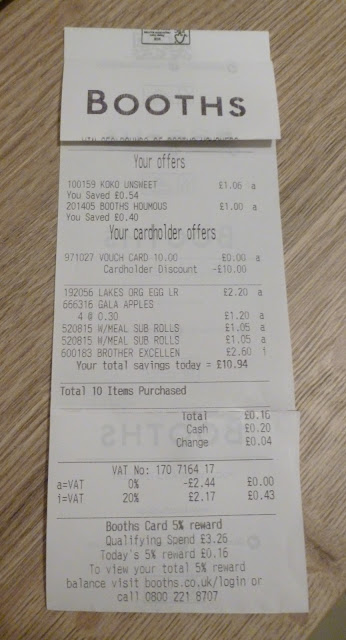 BOOTHS
Your offers
100159 KOKO UNSWEET £1.06 a
You Saved £0.54
201405 BOOTHS HOUMOUS £1.00 a
You Saved £0.40
Your cardholder offers
971027 VOUCH CARD 10.00 £0.00 a
Cardholder Discount -£10.00
192056 LAKES ORG EGG LR £2.20 a
666316 GALA APPLES
4 @ 0.30 £1.20 a
520815 W/MEAL SUB ROLLS £1.05 a
520815 W/MEAL SUB ROLLS £1.05 a
600183 BROTHER EXCELLEN £2.60 i
Your total savings today = £10.94
Total 10 Items Purchased
Total £0.16
Cash £0.20
Change £0.04
VAT No: 170 7164 17
a=VAT 0% -£2.44 £0.00
i=VAT 20% £2.17 £0.43
Booths Card 5% reward
Qualifying Spend £3.26
Today's 5% reward £0.16
To view your total 5% reward
balance visit booths.co.uk/login or
call 0800 221 8707